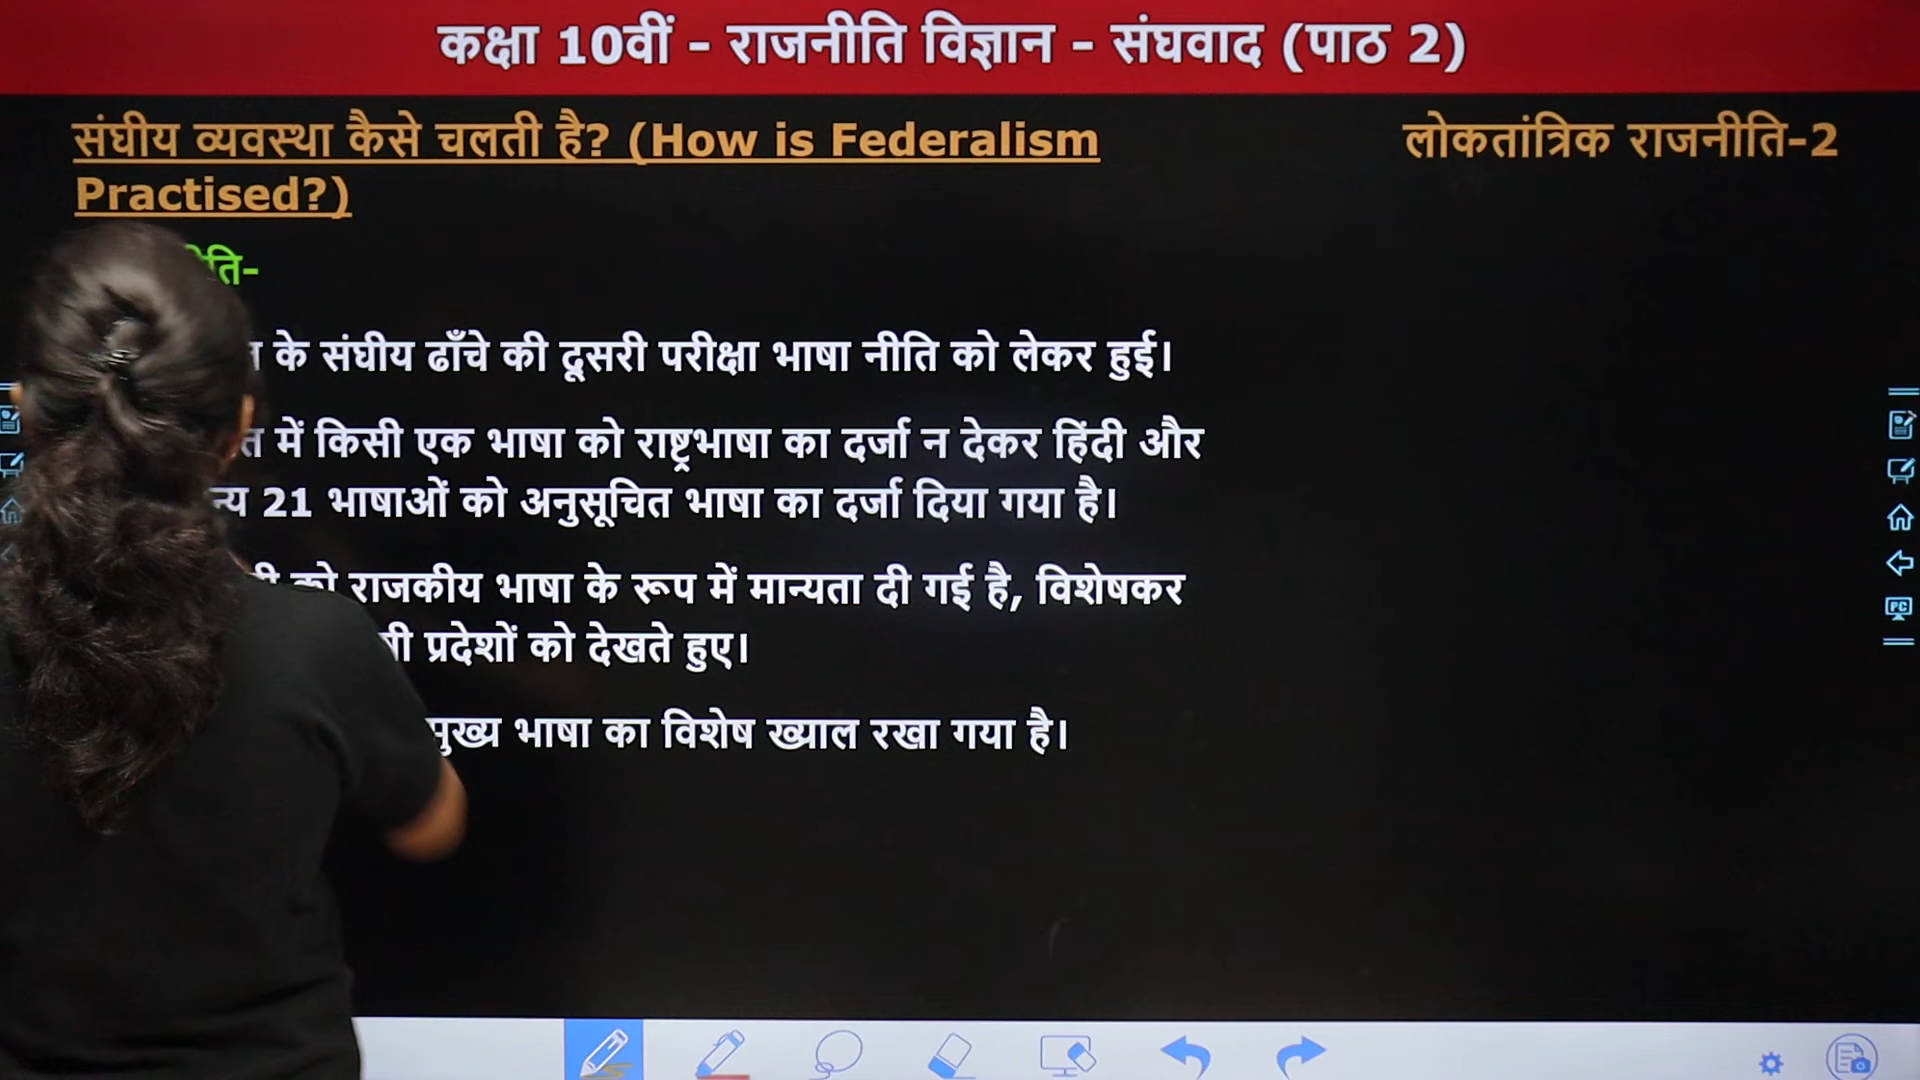 कक्षा 10वीं - राजनीति विज्ञान - संघवाद (पाठ 2)
संघीय व्यवस्था कैसे चलती है? (How is Federalism
Practised?)
लोकतांत्रिक राजनीति-2
के संघीय ढाँचे की दूसरी परीक्षा भाषा नीति को लेकर हुई।
में किसी एक भाषा को राष्ट्रभाषा का दर्जा न देकर हिंदी और
21 भाषाओं को अनुसूचित भाषा का दर्जा दिया गया है।
को राजकीय भाषा के रूप में मान्यता दी गई है, विशेषकर
प्रदेशों को देखते हुए।
मुख्य भाषा का विशेष ख्याल रखा गया है।
PC